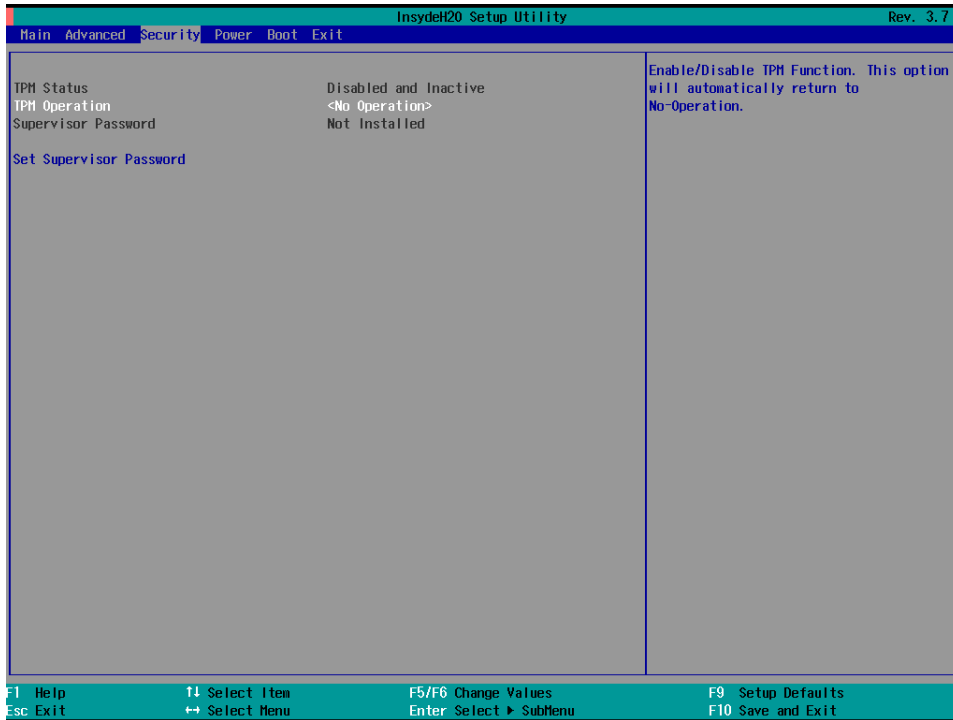 InsydeH20 Setup Utility Rev. 3.7
Main Advanced Security Power Boot Exit
TPM Status Disabled and Inactive
TPM Operation <No Operation>
Supervisor Password Not Installed
Set Supervisor Password
Enable/Disable TPM Function. This option
will automatically return to
No-Operation.
F1 Help ↑↓ Select Item F5/F6 Change Values F9 Setup Defaults
Esc Exit ↔ Select Menu Enter Select ▶ SubMenu F10 Save and Exit